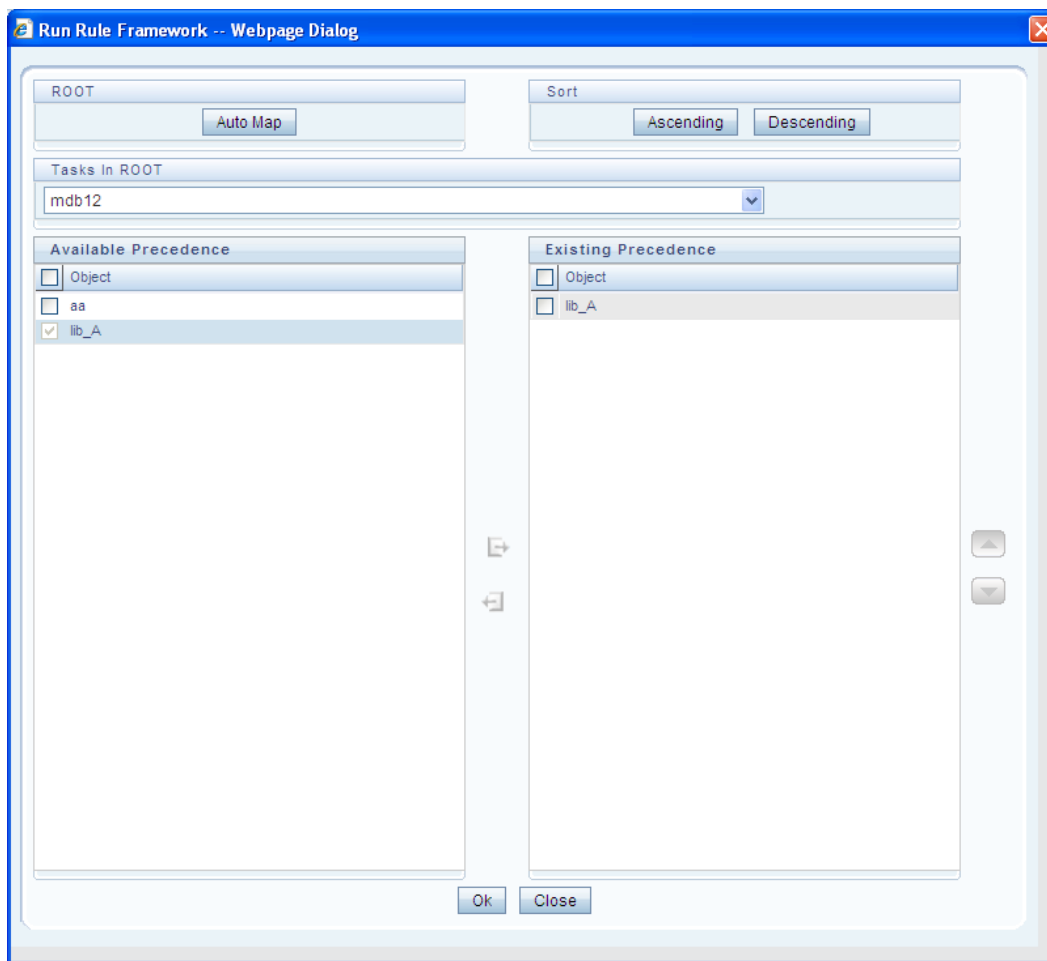 Run Rule Framework -- Webpage Dialog
ROOT
Sort
Auto Map
Ascending
Descending
Tasks In ROOT
mdb12
Available Precedence
Existing Precedence
Object
Object
aa
lib_A
lib_A
Ok
Close